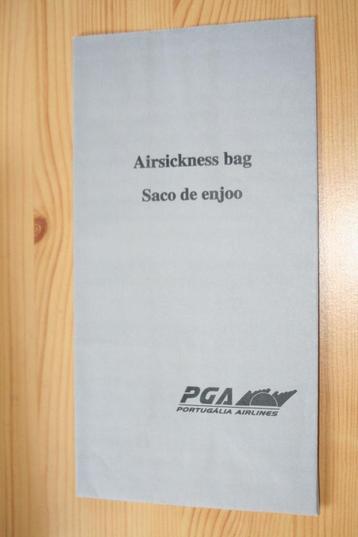 Airsickness bag
Saco de enjoo
PGA
PORTUGÁLIA AIRLINES